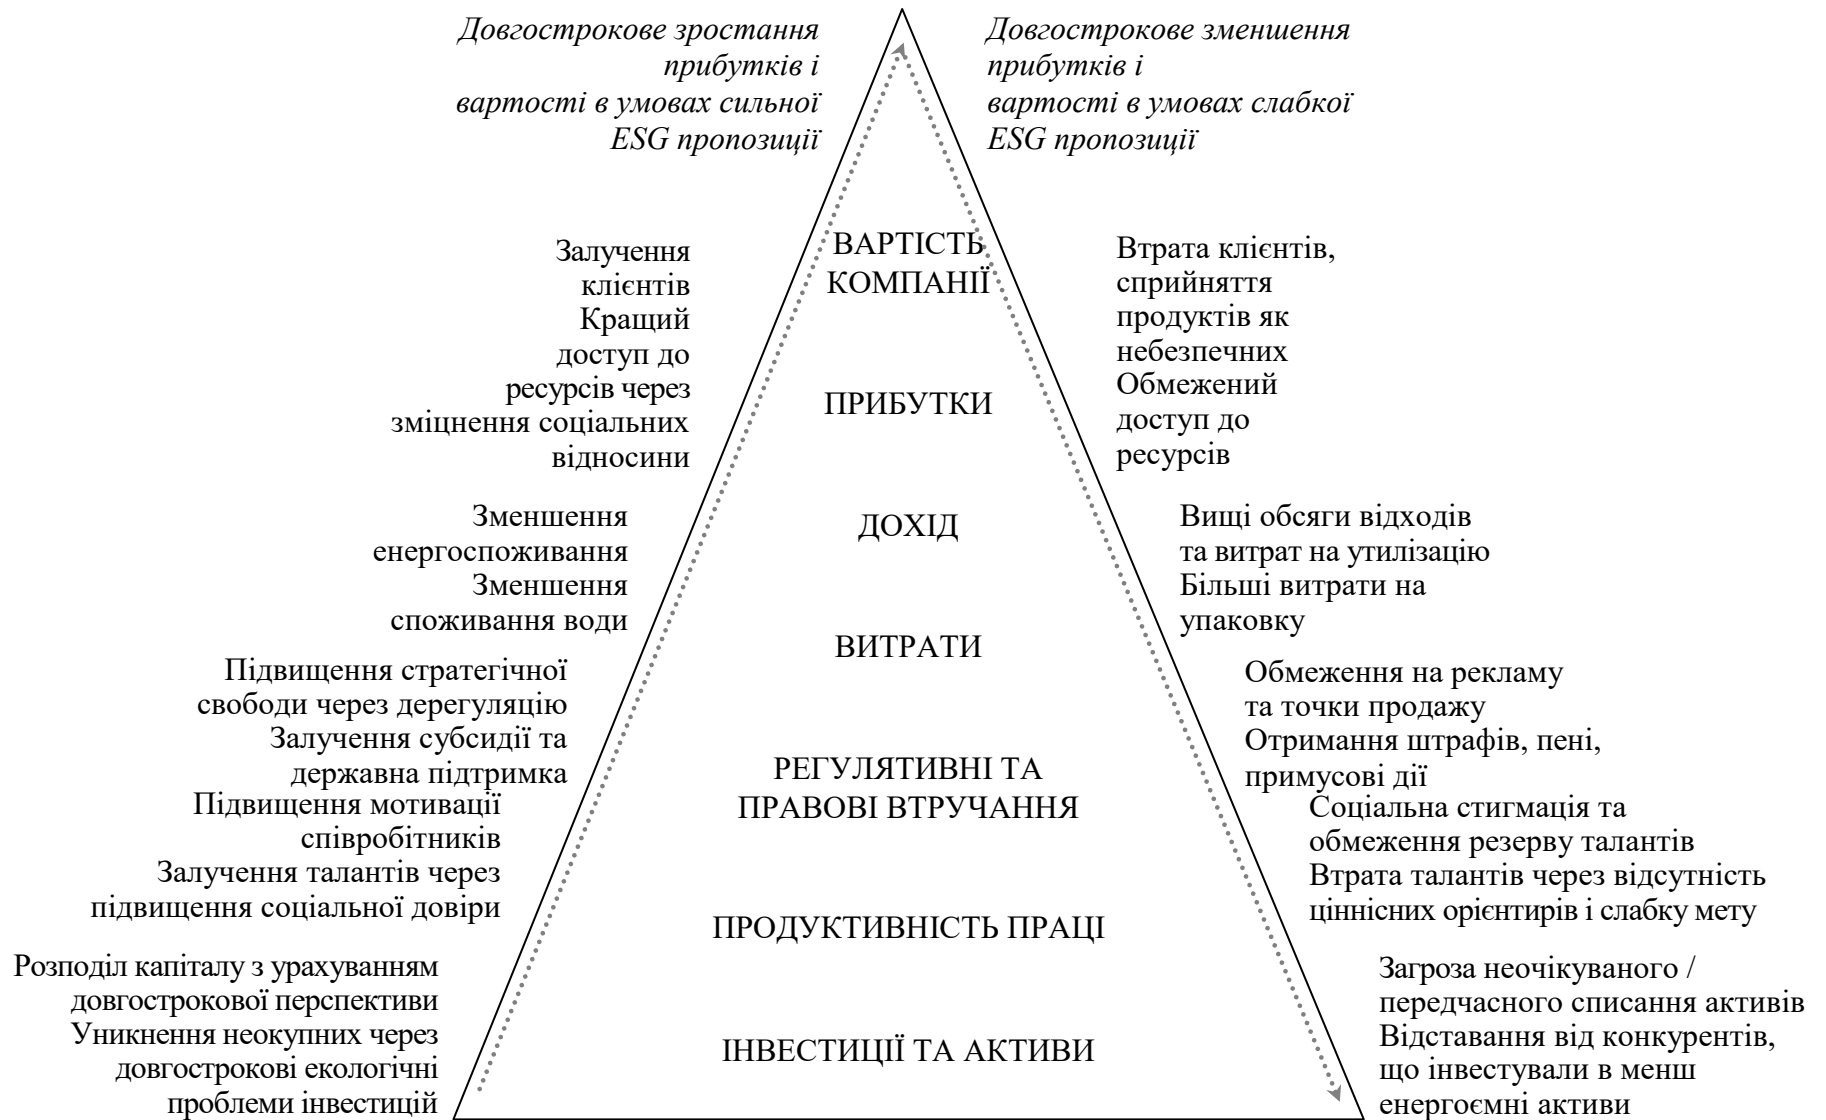 Довгострокове зростання
прибутків і
вартості в умовах сильної
ESG пропозиції
Довгострокове зменшення
прибутків і
вартості в умовах слабкої
ESG пропозиції
ВАРТІСТЬ
КОМПАНІЇ
Залучення
клієнтів
Кращий
доступ до
ресурсів через
зміцнення соціальних
відносини
Втрата клієнтів,
сприйняття
продуктів як
небезпечних
Обмежений
доступ до
ресурсів
ПРИБУТКИ
ДОХІД
Зменшення
енергоспоживання
Зменшення
споживання води
Вищі обсяги відходів
та витрат на утилізацію
Більші витрати на
упаковку
ВИТРАТИ
Підвищення стратегічної
свободи через дерегуляцію
Залучення субсидії та
державна підтримка
Обмеження на рекламу
та точки продажу
Отримання штрафів, пені,
примусові дії
РЕГУЛЯТИВНІ ТА
ПРАВОВІ ВТРУЧАННЯ
Підвищення мотивації
співробітників
Залучення талантів через
підвищення соціальної довіри
Соціальна стигмація та
обмеження резерву талантів
Втрата талантів через відсутність
ціннісних орієнтирів і слабку мету
ПРОДУКТИВНІСТЬ ПРАЦІ
Розподіл капіталу з урахуванням
довгострокової перспективи
Уникнення неокупних через
довгострокові екологічні
проблеми інвестицій
Загроза неочікуваного /
передчасного списання активів
Відставання від конкурентів,
що інвестували в менш
енергоємні активи
ІНВЕСТИЦІЇ ТА АКТИВИ